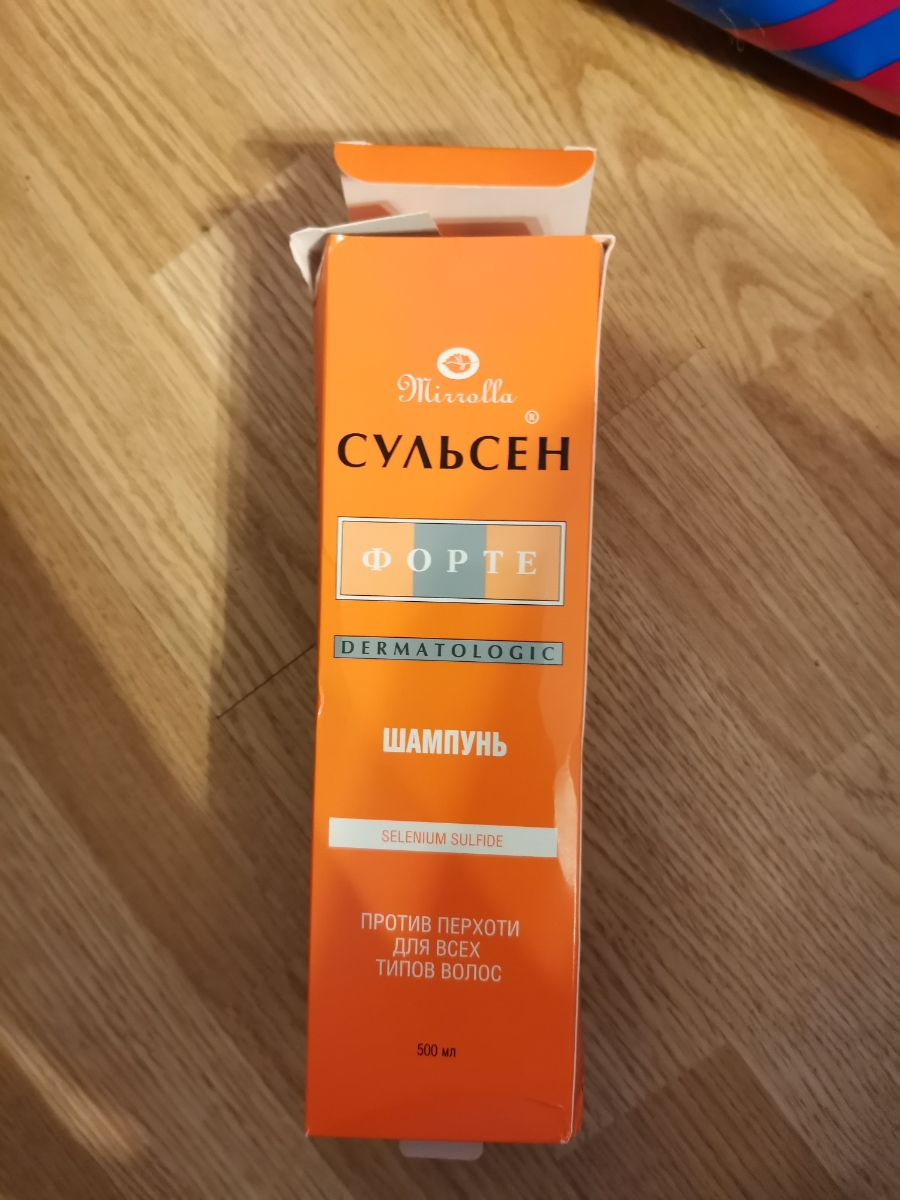 Mirrolla
®
СУЛЬСЕН
ФОРТЕ
DERMATOLOGIC
ШАМПУНЬ
SELENIUM SULFIDE
ПРОТИВ ПЕРХОТИ
ДЛЯ ВСЕХ
ТИПОВ ВОЛОС
500 мл